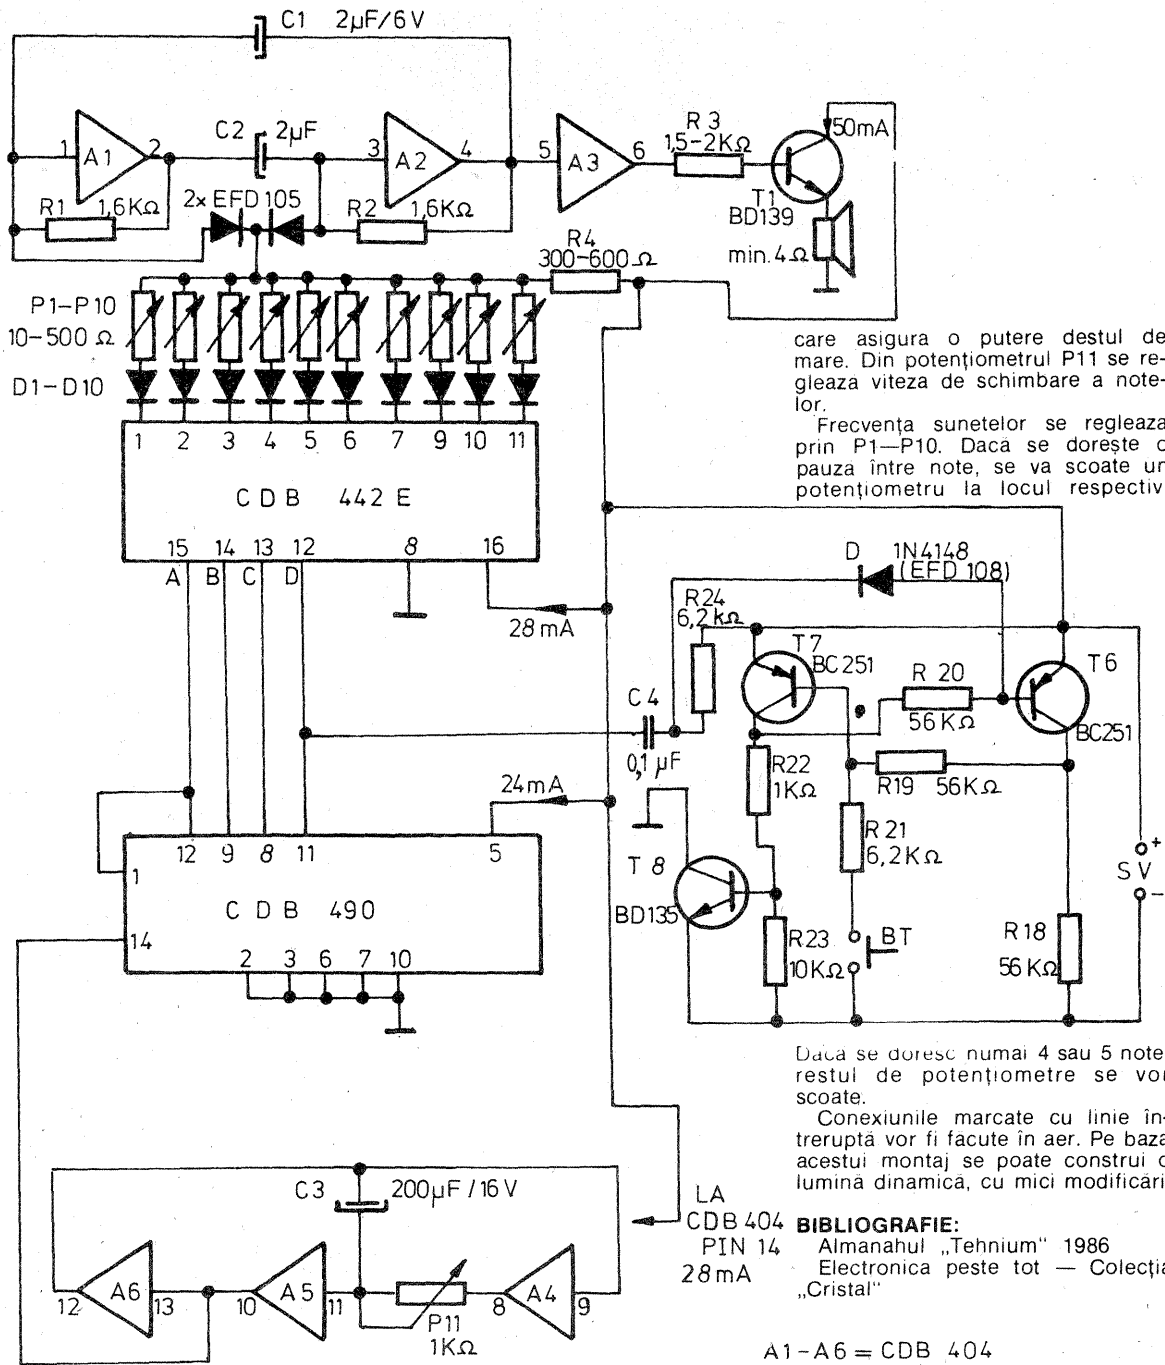 C1 2µF/6V
1 A1 2
C2 2µF
3 A2 4
5 A3 6
R3
1,5-2KΩ
50mA
T1
BD139
min. 4Ω
R1 1,6KΩ
2x EFD 105
R2 1,6KΩ
R4
300-600 Ω
P1-P10
10-500 Ω
D1-D10
1 2 3 4 5 6 7 9 10 11
CDB 442 E
15 14 13 12 8 16
A B C D
28mA
care asigura o putere destul de
mare. Din potențiometrul P11 se re-
glează viteza de schimbare a note-
lor.
Frecvența sunetelor se reglează
prin P1—P10. Dacă se dorește o
pauză între note, se va scoate un
potențiometru la locul respectiv.
D 1N4148
(EFD 108)
R24
6,2kΩ
T7
BC251
R 20
56KΩ
T6
BC251
C4
0,1 µF
R22
1KΩ
R19 56KΩ
R 21
6,2KΩ
T 8
BD135
R23
10KΩ
BT
R18
56KΩ
+
5V
-
24mA
12 9 8 11 5
1
CDB 490
14
2 3 6 7 10
Dacă se doresc numai 4 sau 5 note,
restul de potențiometre se vor
scoate.
Conexiunile marcate cu linie în-
treruptă vor fi făcute în aer. Pe baza
acestui montaj se poate construi o
lumină dinamică, cu mici modificări.
C3 200µF/16V
12 A6 13
10 A5 11
P11
1KΩ
8 A4 9
LA
CDB 404
PIN 14
28mA
BIBLIOGRAFIE:
Almanahul „Tehnium“ 1986
Electronica peste tot — Colecția
„Cristal“
A1-A6 = CDB 404